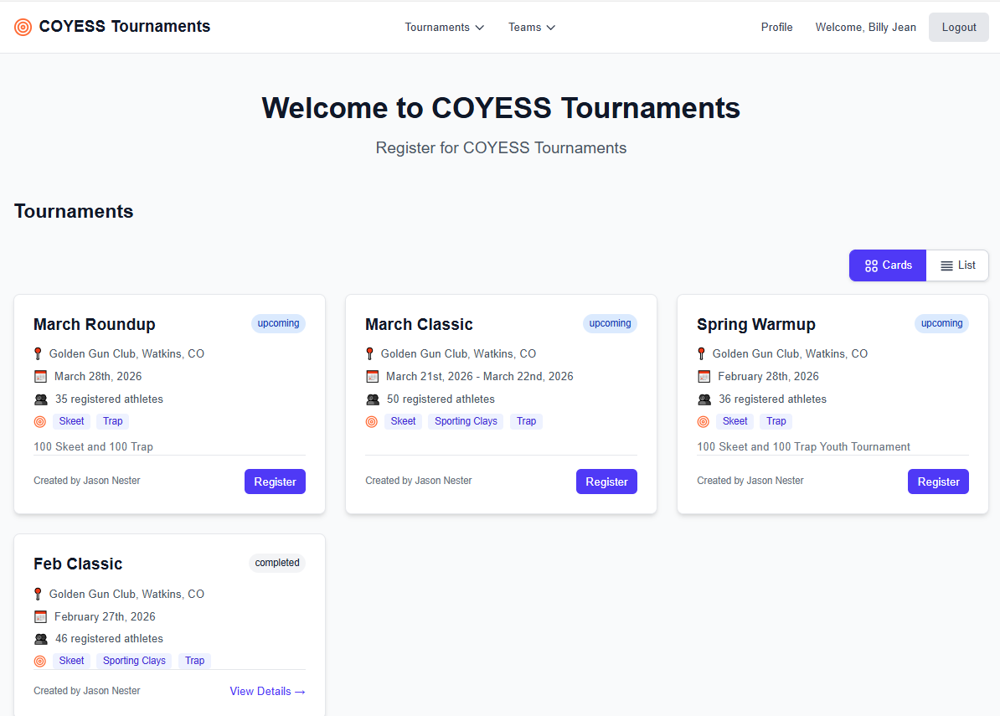 COYESS Tournaments
Tournaments
Teams
Profile
Welcome, Billy Jean
Logout
Welcome to COYESS Tournaments
Register for COYESS Tournaments
Tournaments
Cards
List
March Roundup
upcoming
Golden Gun Club, Watkins, CO
March 28th, 2026
35 registered athletes
Skeet
Trap
100 Skeet and 100 Trap
Created by Jason Nester
Register
March Classic
upcoming
Golden Gun Club, Watkins, CO
March 21st, 2026 - March 22nd, 2026
50 registered athletes
Skeet
Sporting Clays
Trap
Created by Jason Nester
Register
Spring Warmup
upcoming
Golden Gun Club, Watkins, CO
February 28th, 2026
36 registered athletes
Skeet
Trap
100 Skeet and 100 Trap Youth Tournament
Created by Jason Nester
Register
Feb Classic
completed
Golden Gun Club, Watkins, CO
February 27th, 2026
46 registered athletes
Skeet
Sporting Clays
Trap
Created by Jason Nester
View Details →